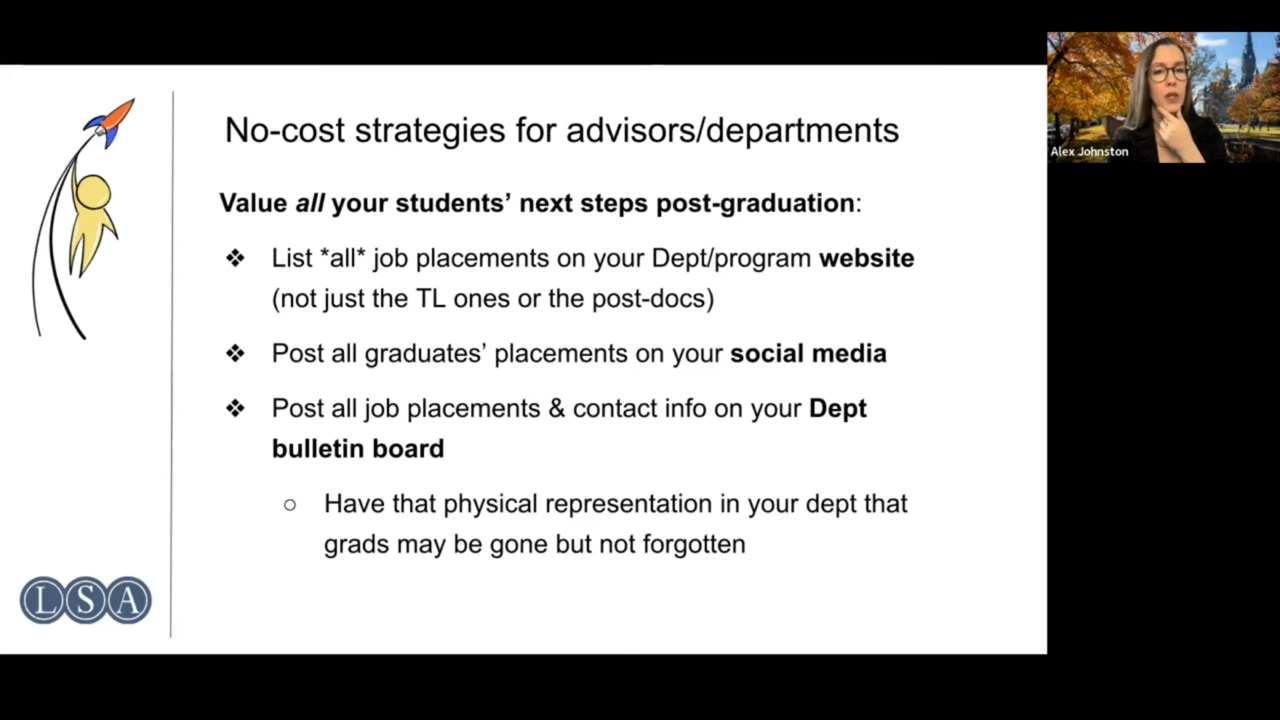 No-cost strategies for advisors/departments
Value all your students’ next steps post-graduation:
❖ List *all* job placements on your Dept/program website
(not just the TL ones or the post-docs)
❖ Post all graduates’ placements on your social media
❖ Post all job placements & contact info on your Dept
bulletin board
○ Have that physical representation in your dept that
grads may be gone but not forgotten
LSA
Alex Johnston